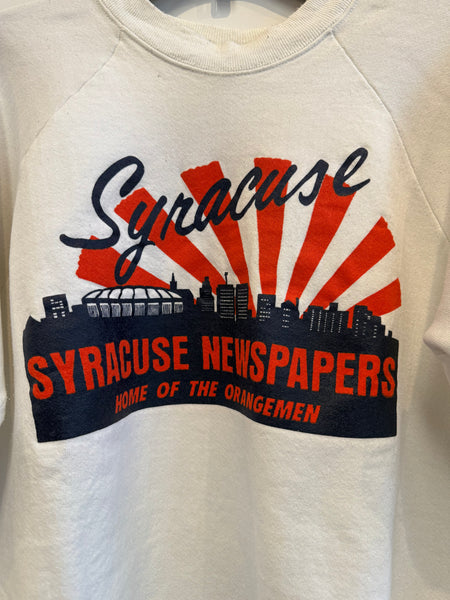 Syracuse
SYRACUSE NEWSPAPERS
HOME OF THE ORANGEMEN